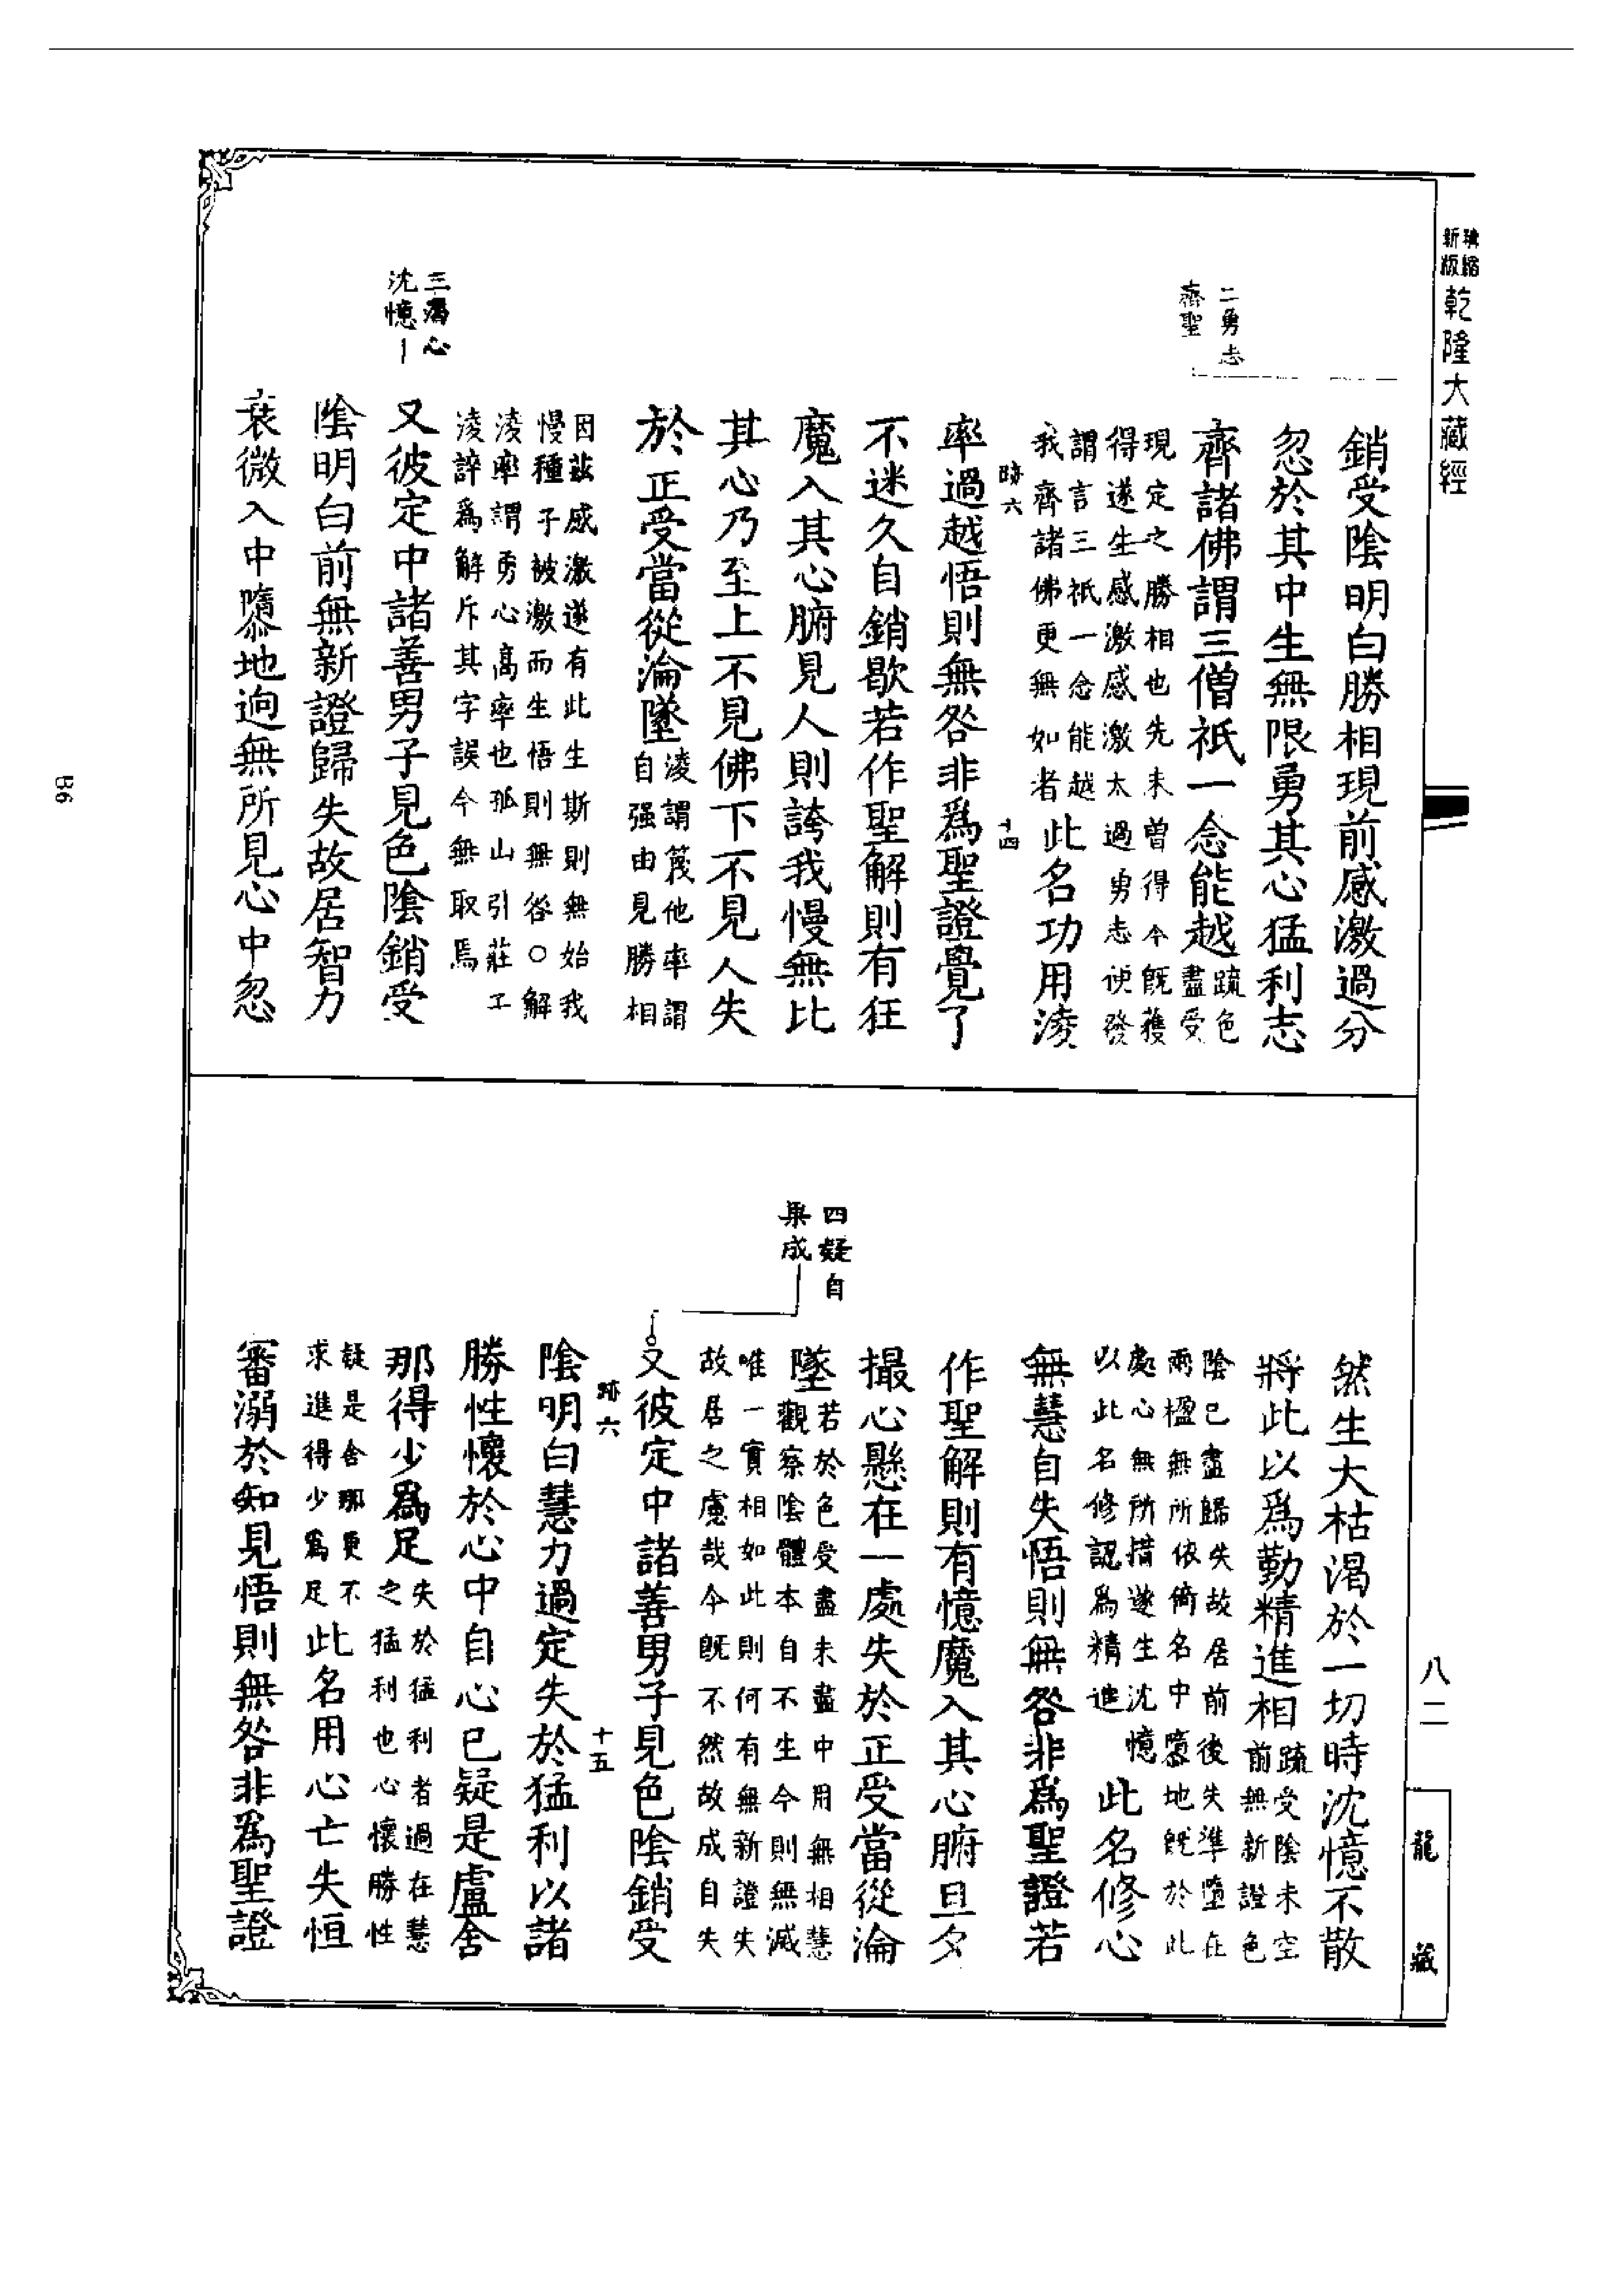 新版精縮乾隆大藏經
二勇志
齊聖
銷受陰明白勝相現前感激過分
忽於其中生無限勇其心猛利志
齊諸佛謂三僧祇一念能越
疏色
盡受
現定之勝相也先未曾得今既獲
得遂生感激感激太過勇志便發
謂言三祇一念能越
我齊諸佛更無如者
此名功用淩
跡六
十四
率過越悟則無咎非爲聖證覺了
不迷久自銷歇若作聖解則有狂
魔入其心腑見人則誇我慢無比
其心乃至上不見佛下不見人失
於正受當從淪墜
淩謂篾他率謂
自强由見勝相
因茲感激遂有此生斯則無始我
慢種子被激而生悟則無咎○解
淩率謂勇心高率也孤山引莊工
淩誶爲解斥其字誤今無取焉
三渴心
沈憶
又彼定中諸善男子見色陰銷受
陰明白前無新證歸失故居智力
衰微入中隳地逈無所見心中忽
然生大枯渴於一切時沈憶不散
將此以爲勤精進相
疏受陰未空
前無新證色
陰已盡歸失故居前後失準墮在
兩楹無所依倚名中隳地既於此
處心無所措遂生沈憶
以此名修認爲精進
此名修心
無慧自失悟則無咎非爲聖證若
作聖解則有憶魔入其心腑旦夕
撮心懸在一處失於正受當從淪
墜
若於色受盡未盡中用無相慧
觀察陰體本自不生今則無滅
唯一實相如此則何有無新證失
故居之慮哉今既不然故成自失
四疑自
果成
又彼定中諸善男子見色陰銷受
跡六
十五
陰明白慧力過定失於猛利以諸
勝性懷於心中自心已疑是盧舍
那得少爲足
失於猛利者過在慧
之猛利也心懷勝性
疑是舍那更不
求進得少爲足
此名用心亡失恒
審溺於知見悟則無咎非爲聖證
八二
龍藏
B6